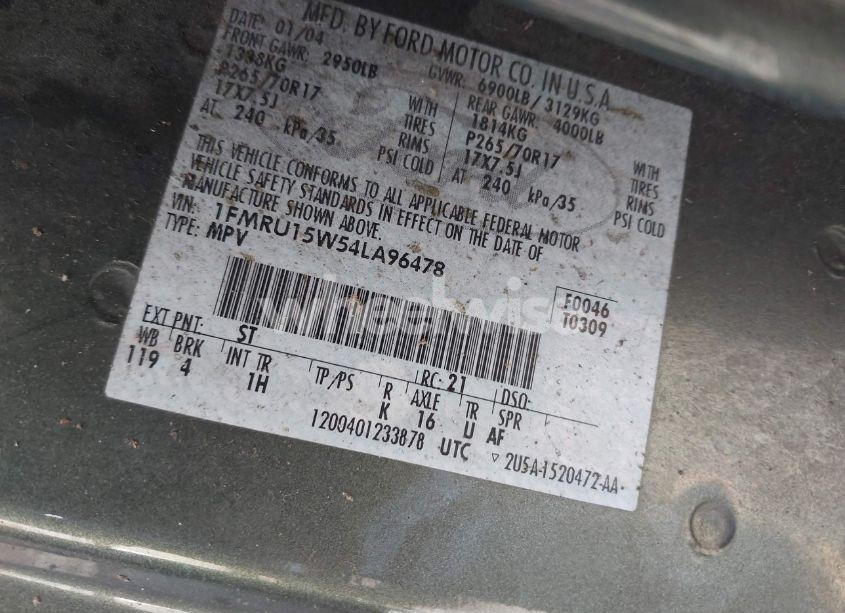 MFD. BY FORD MOTOR CO. IN U.S.A.
DATE: 01/04 GVWR: 6900LB/ 3129KG
FRONT GAWR: 2950LB REAR GAWR: 4000LB
1338KG WITH 1814KG WITH
P265/70R17 TIRES P265/70R17 TIRES
17X7.5J RIMS 17X7.5J RIMS
AT 240 kPa/35 PSI COLD AT 240 kPa/35 PSI COLD
THIS VEHICLE CONFORMS TO ALL APPLICABLE FEDERAL MOTOR
VEHICLE SAFETY STANDARDS IN EFFECT ON THE DATE OF
MANUFACTURE SHOWN ABOVE.
VIN: 1FMRU15W54LA96478
TYPE: MPV
F0046
T0309
wheelwise
EXT PNT: ST RC: 21 DSO:
WB BRK INT TR TP/PS R AXLE TR SPR
119 4 1H K 16 U AF
1200401233878 UTC ▽ 2U5A-1520472-AA